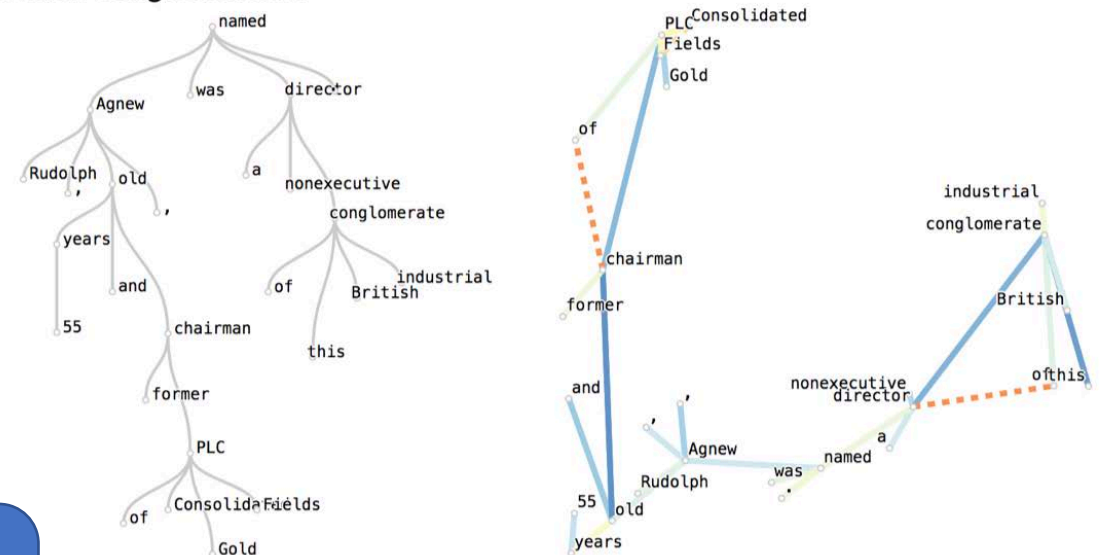 named
was
director
Agnew
Rudolph
,
old
,
a
nonexecutive
conglomerate
years
and
of
British
industrial
55
chairman
this
former
PLC
of
Consolidated
Fields
Gold
PLC
Consolidated
Fields
Gold
of
chairman
former
industrial
conglomerate
British
of
this
nonexecutive
director
a
and
,
,
Agnew
named
was
.
Rudolph
55
old
years